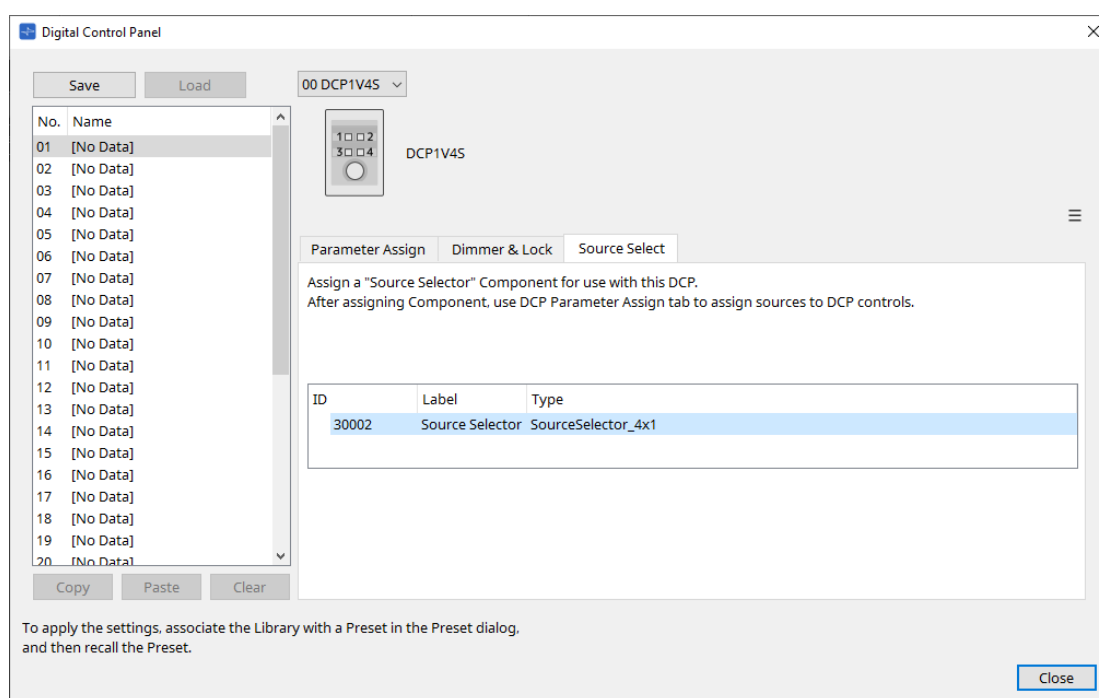 Digital Control Panel
Save Load
No. Name
01 [No Data]
02 [No Data]
03 [No Data]
04 [No Data]
05 [No Data]
06 [No Data]
07 [No Data]
08 [No Data]
09 [No Data]
10 [No Data]
11 [No Data]
12 [No Data]
13 [No Data]
14 [No Data]
15 [No Data]
16 [No Data]
17 [No Data]
18 [No Data]
19 [No Data]
20 [No Data]
Copy Paste Clear
00 DCP1V4S
1 2
3 4
DCP1V4S
Parameter Assign Dimmer & Lock Source Select
Assign a "Source Selector" Component for use with this DCP.
After assigning Component, use DCP Parameter Assign tab to assign sources to DCP controls.
ID Label Type
30002 Source Selector SourceSelector_4x1
To apply the settings, associate the Library with a Preset in the Preset dialog,
and then recall the Preset.
Close